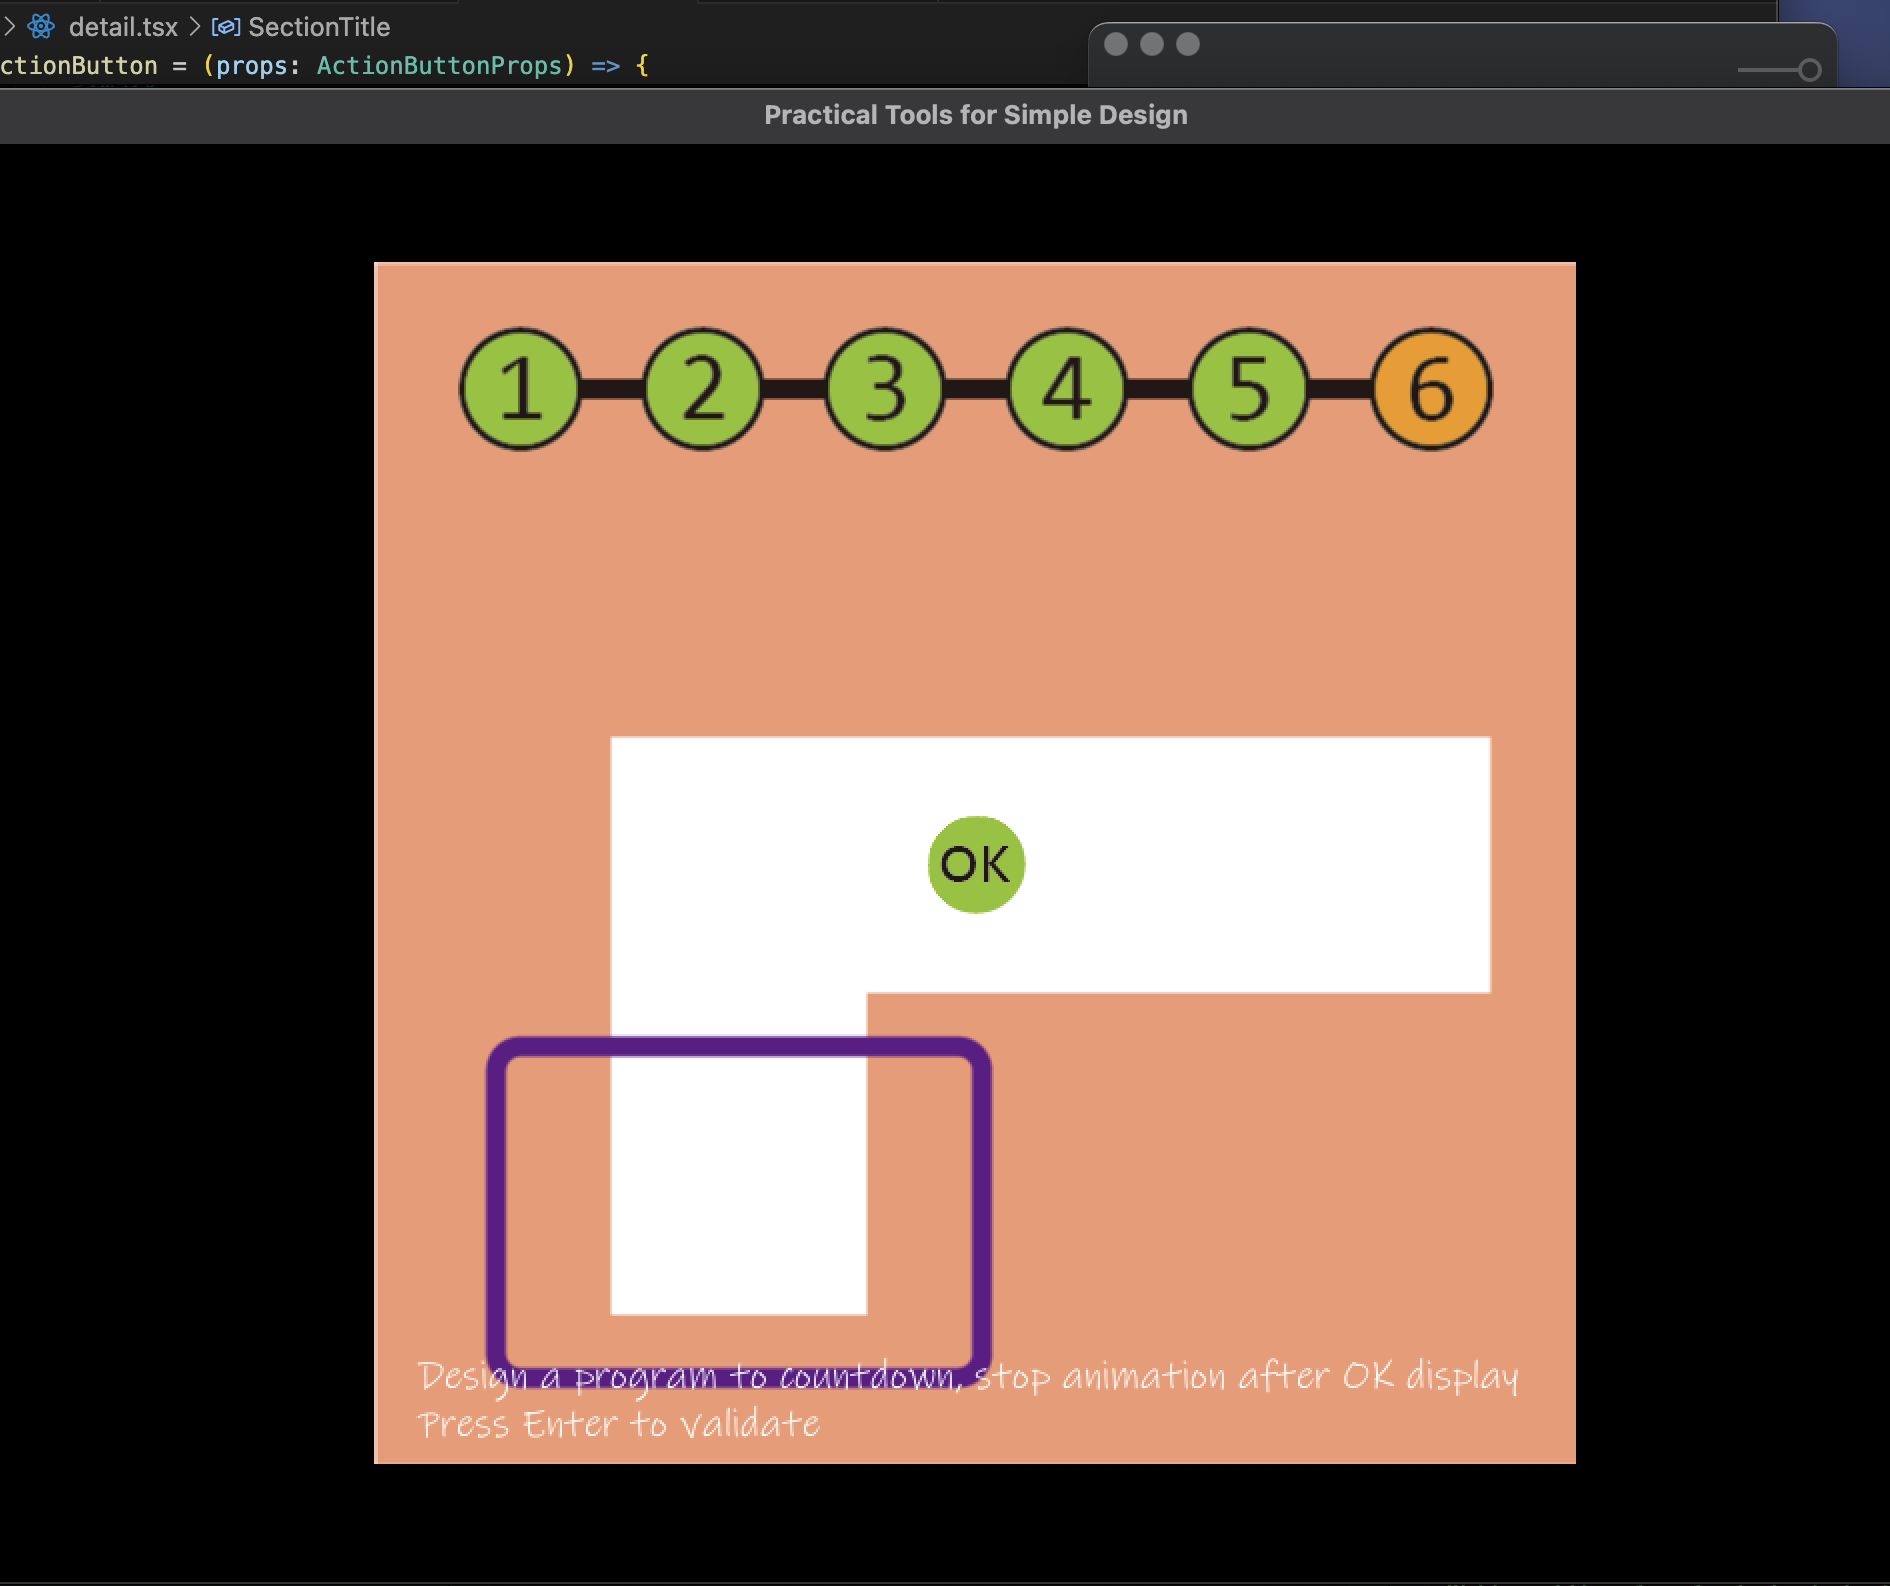 detail.tsx > SectionTitle
ctionButton = (props: ActionButtonProps) => {
Practical Tools for Simple Design
1 2 3 4 5 6
OK
Design a program to countdown, stop animation after OK display
Press Enter to validate